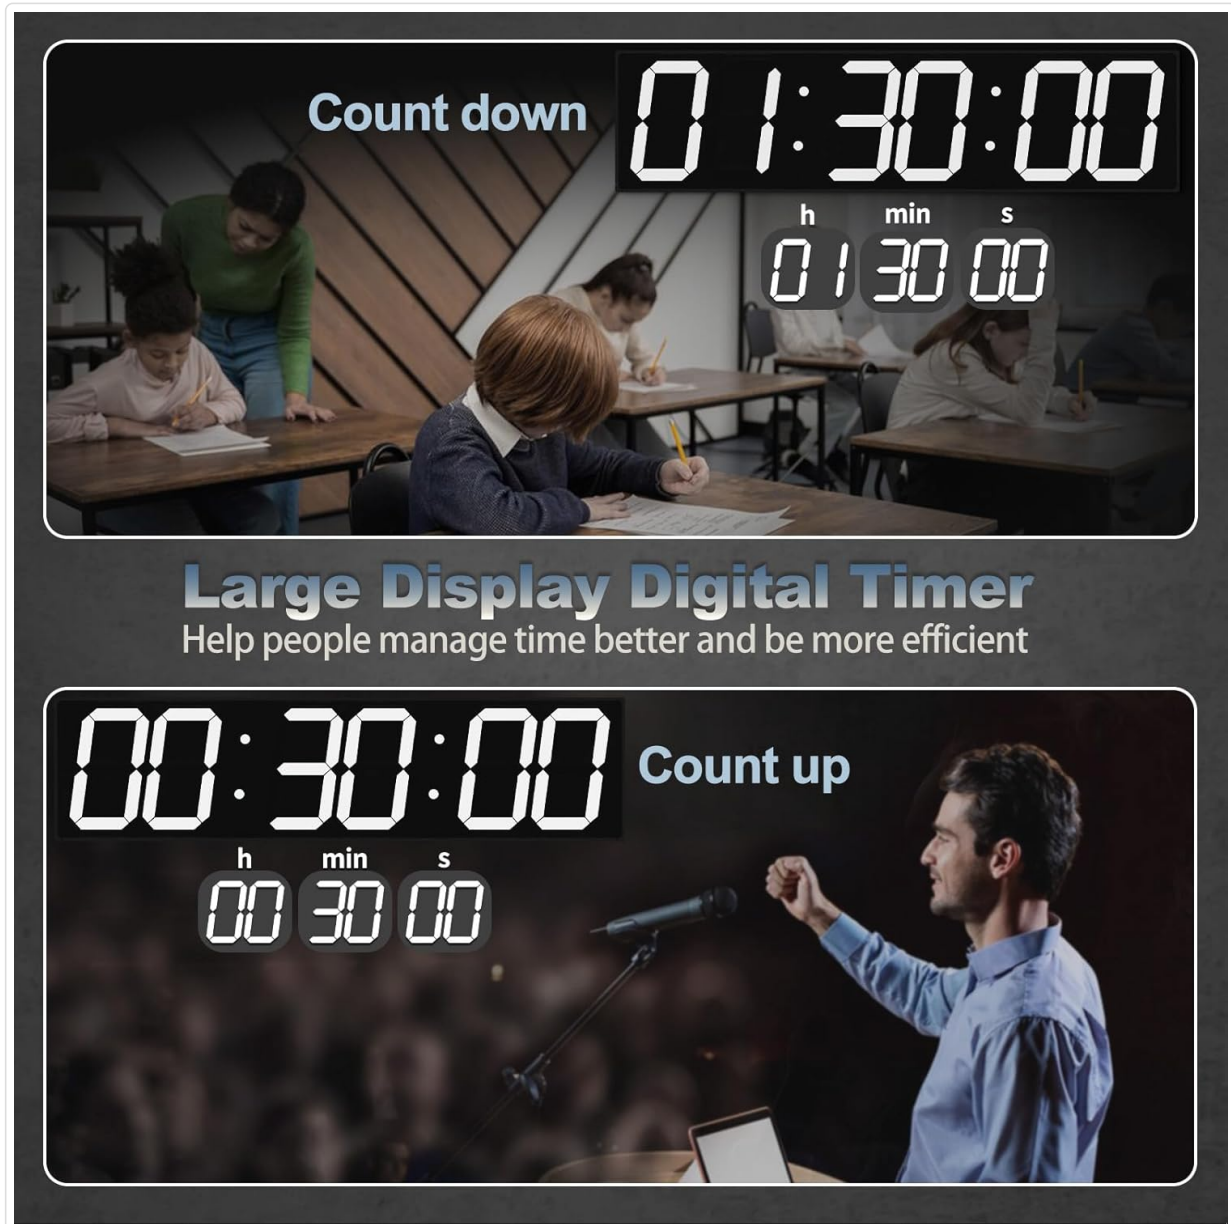 Count down
01:30:00
h min s
01 30 00
Large Display Digital Timer
Help people manage time better and be more efficient
00:30:00
Count up
h min s
00 30 00